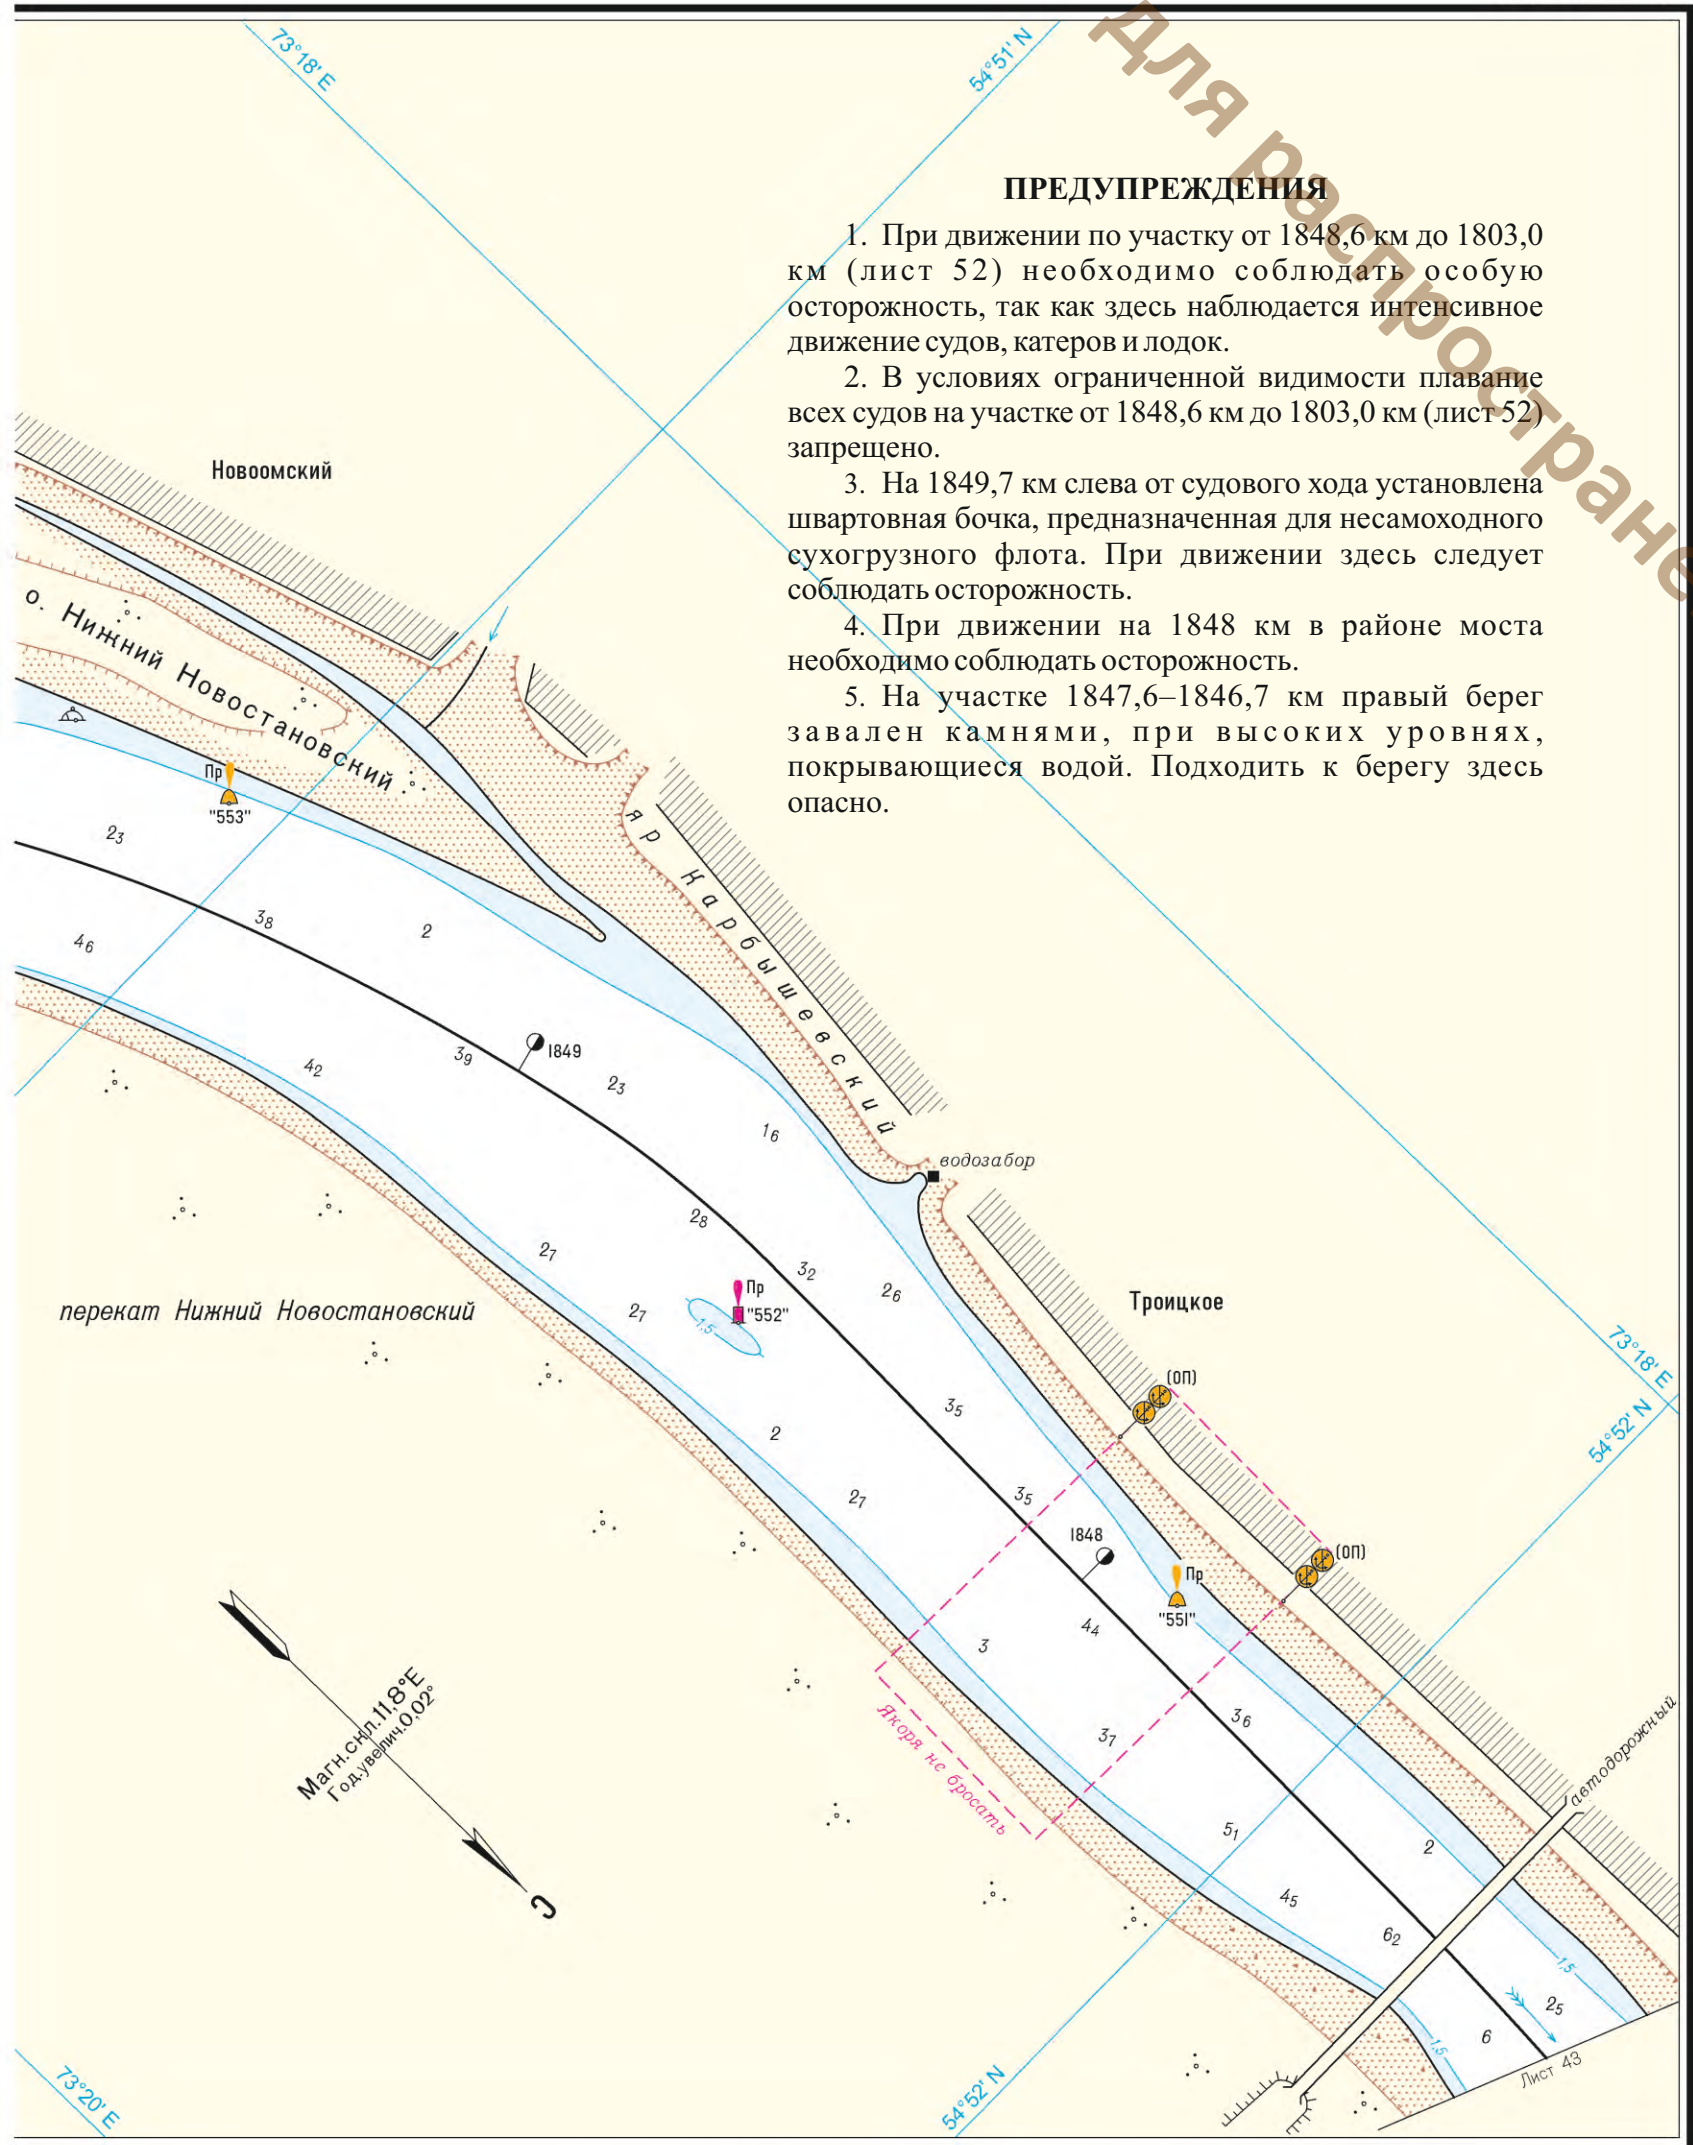 73°18' E
54°51' N
для распростране
ПРЕДУПРЕЖДЕНИЯ
1. При движении по участку от 1848,6 км до 1803,0
км (лист 52) необходимо соблюдать особую
осторожность, так как здесь наблюдается интенсивное
движение судов, катеров и лодок.
2. В условиях ограниченной видимости плавание
всех судов на участке от 1848,6 км до 1803,0 км (лист 52)
запрещено.
3. На 1849,7 км слева от судового хода установлена
швартовная бочка, предназначенная для несамоходного
сухогрузного флота. При движении здесь следует
соблюдать осторожность.
4. При движении на 1848 км в районе моста
необходимо соблюдать осторожность.
5. На участке 1847,6–1846,7 км правый берег
завален камнями, при высоких уровнях,
покрывающиеся водой. Подходить к берегу здесь
опасно.
Новоомский
о. Нижний Новостановский
Пр
"553"
яр Карбышевский
23
38
2
46
42
39
1849
23
16
водозабор
28
27
32
26
Пр
"552"
27
1,5
перекат Нижний Новостановский
Троицкое
73°18' E
54°52' N
(ОП)
35
2
27
35
1848
(ОП)
Пр
"551"
44
3
Якоря не бросать
37
36
Магн.скл.11,8°E
Год.увелич.0,02°
С
автодорожный
51
2
45
62
1,5
25
6
1,5
Лист 43
73°20' E
54°52' N